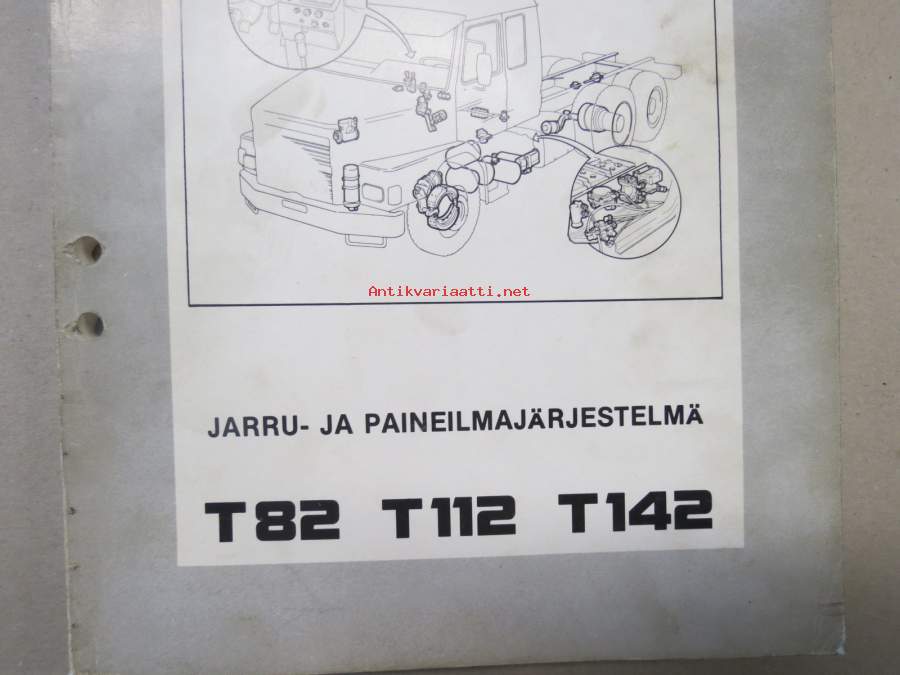 Antikvariaatti.net
JARRU- JA PAINEILMAJÄRJESTELMÄ
T82 T112 T142